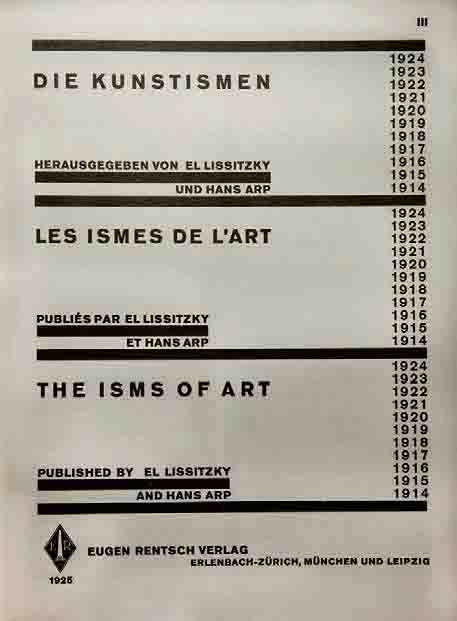 III
1924
1923
DIE KUNSTISMEN 1922
1921
1920
1919
1918
1917
HERAUSGEGEBEN VON EL LISSITZKY 1916
1915
UND HANS ARP 1914
1924
1923
LES ISMES DE L'ART 1922
1921
1920
1919
1918
1917
PUBLIÉS PAR EL LISSITZKY 1916
1915
ET HANS ARP 1914
1924
1923
THE ISMS OF ART 1922
1921
1920
1919
1918
1917
PUBLISHED BY EL LISSITZKY 1916
1915
AND HANS ARP 1914
EUGEN RENTSCH VERLAG
ERLENBACH-ZÜRICH, MÜNCHEN UND LEIPZIG
1925